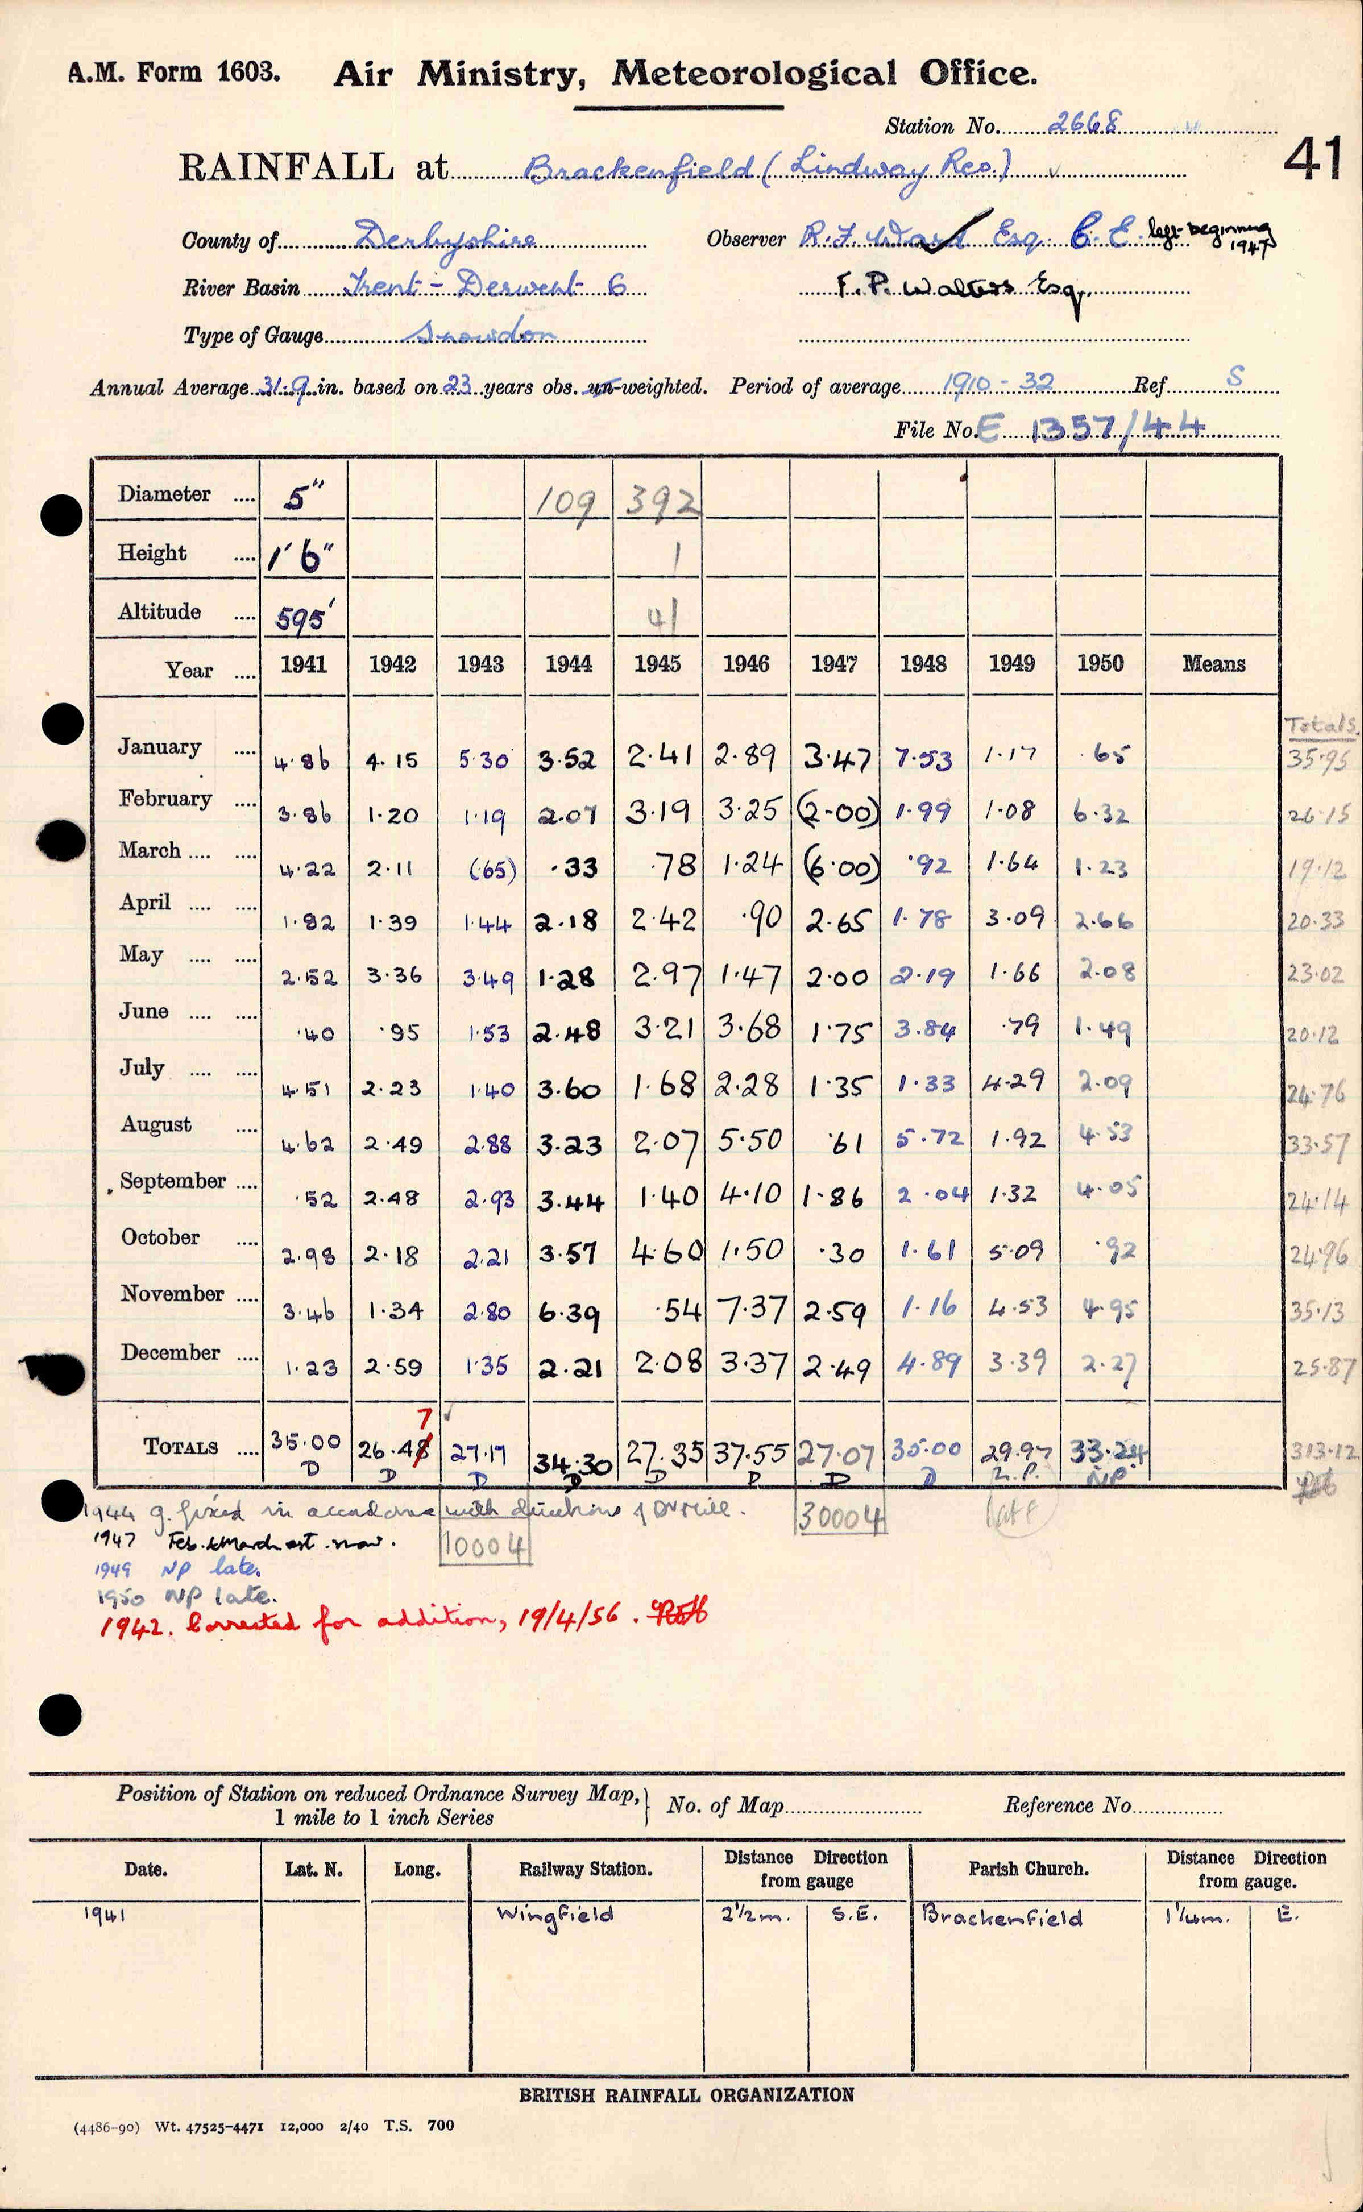 A.M. Form 1603. Air Ministry, Meteorological Office.
Station No. 2668
41
RAINFALL at Brackenfield (Lindway Res.)
County of Derbyshire Observer R.F. Ward Esq. C.E. left beginning 1947
River Basin Trent - Derwent 6 F. P. Walters Esq.
Type of Gauge Snowdon
Annual Average 31.9 in. based on 23 years obs. un-weighted. Period of average 1910 - 32 Ref. S
File No. E 1357/44
Diameter .... 5" 109 392
Height .... 1'6" 1
Altitude .... 595' 41
Year .... 1941 1942 1943 1944 1945 1946 1947 1948 1949 1950 Means
Totals
January .... 4.86 4.15 5.30 3.52 2.41 2.89 3.47 7.53 1.17 .65 35.95
February .... 3.86 1.20 1.19 2.07 3.19 3.25 (2.00) 1.99 1.08 6.32 26.15
March .... .... 4.22 2.11 (.65) .33 .78 1.24 (6.00) .92 1.64 1.23 19.12
April .... .... 1.82 1.39 1.44 2.18 2.42 .90 2.65 1.78 3.09 2.66 20.33
May .... .... 2.52 3.36 3.49 1.28 2.97 1.47 2.00 2.19 1.66 2.08 23.02
June .... .... .40 .95 1.53 2.48 3.21 3.68 1.75 3.84 .79 1.49 20.12
July .... .... 4.51 2.23 1.40 3.60 1.68 2.28 1.35 1.33 4.29 2.09 24.76
August .... 4.62 2.49 2.88 3.23 2.07 5.50 .61 5.72 1.92 4.53 33.57
September .... .52 2.48 2.93 3.44 1.40 4.10 1.86 2.04 1.32 4.05 24.14
October .... 2.98 2.18 2.21 3.57 4.60 1.50 .30 1.61 5.09 .92 24.96
November .... 3.46 1.34 2.80 6.39 .54 7.37 2.59 1.16 4.53 4.95 35.13
December .... 1.23 2.59 1.35 2.21 2.08 3.37 2.49 4.89 3.39 2.27 25.87
7
TOTALS .... 35.00 26.48 27.17 34.30 27.35 37.55 27.07 35.00 29.97 33.24 313.12
D D D D D D D D N.P. NP
1944 g. fixed in accordance with directions of Dr Mill. 30004 late
1947 Feb. & March est. snow. 10004
1949 NP late.
1950 NP late.
1942. Corrected for addition, 19/4/56.
Position of Station on reduced Ordnance Survey Map, 1 mile to 1 inch Series No. of Map Reference No.
Date. Lat. N. Long. Railway Station. Distance Direction from gauge Parish Church. Distance Direction from gauge.
1941 Wingfield 2½m. S.E. Brackenfield 1¼m. E.
BRITISH RAINFALL ORGANIZATION
(4486-90) Wt. 47525-4471 12,000 2/40 T.S. 700